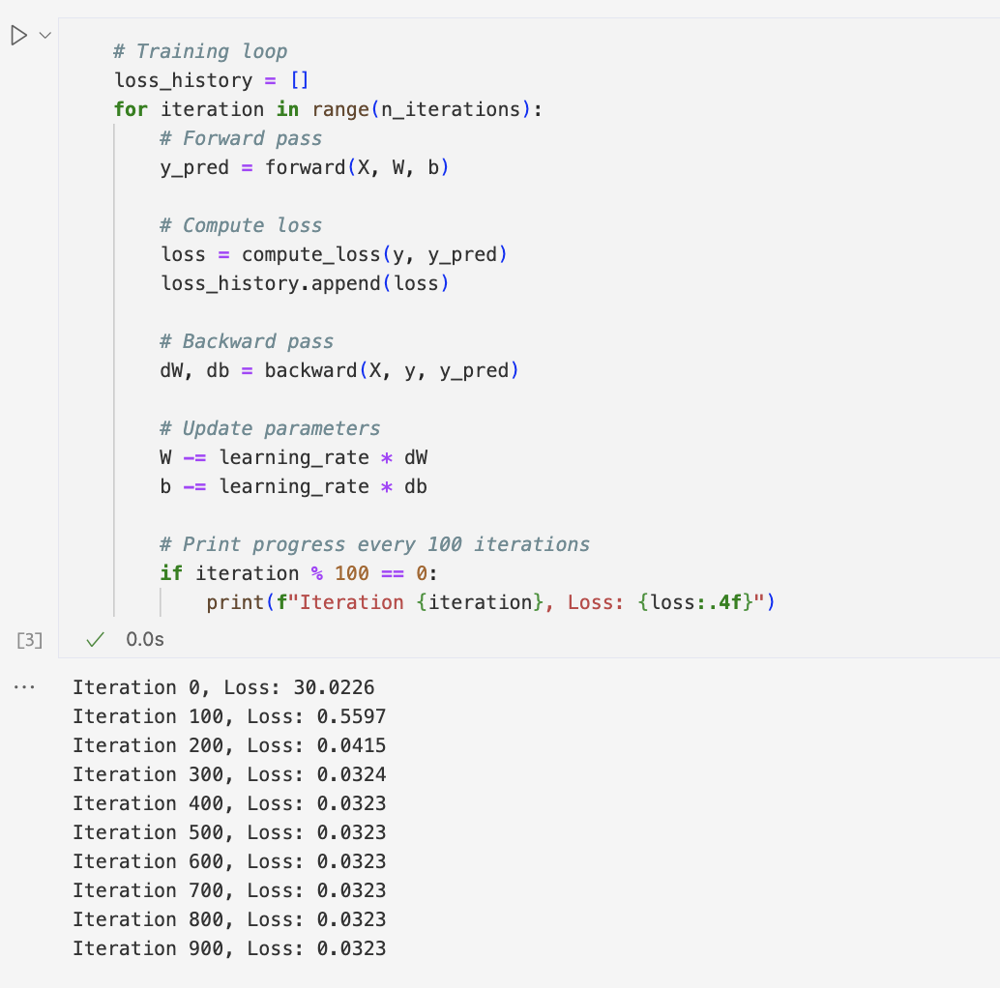 # Training loop
loss_history = []
for iteration in range(n_iterations):
    # Forward pass
    y_pred = forward(X, W, b)

    # Compute loss
    loss = compute_loss(y, y_pred)
    loss_history.append(loss)

    # Backward pass
    dW, db = backward(X, y, y_pred)

    # Update parameters
    W -= learning_rate * dW
    b -= learning_rate * db

    # Print progress every 100 iterations
    if iteration % 100 == 0:
        print(f"Iteration {iteration}, Loss: {loss:.4f}")
[3] ✓ 0.0s
...
Iteration 0, Loss: 30.0226
Iteration 100, Loss: 0.5597
Iteration 200, Loss: 0.0415
Iteration 300, Loss: 0.0324
Iteration 400, Loss: 0.0323
Iteration 500, Loss: 0.0323
Iteration 600, Loss: 0.0323
Iteration 700, Loss: 0.0323
Iteration 800, Loss: 0.0323
Iteration 900, Loss: 0.0323